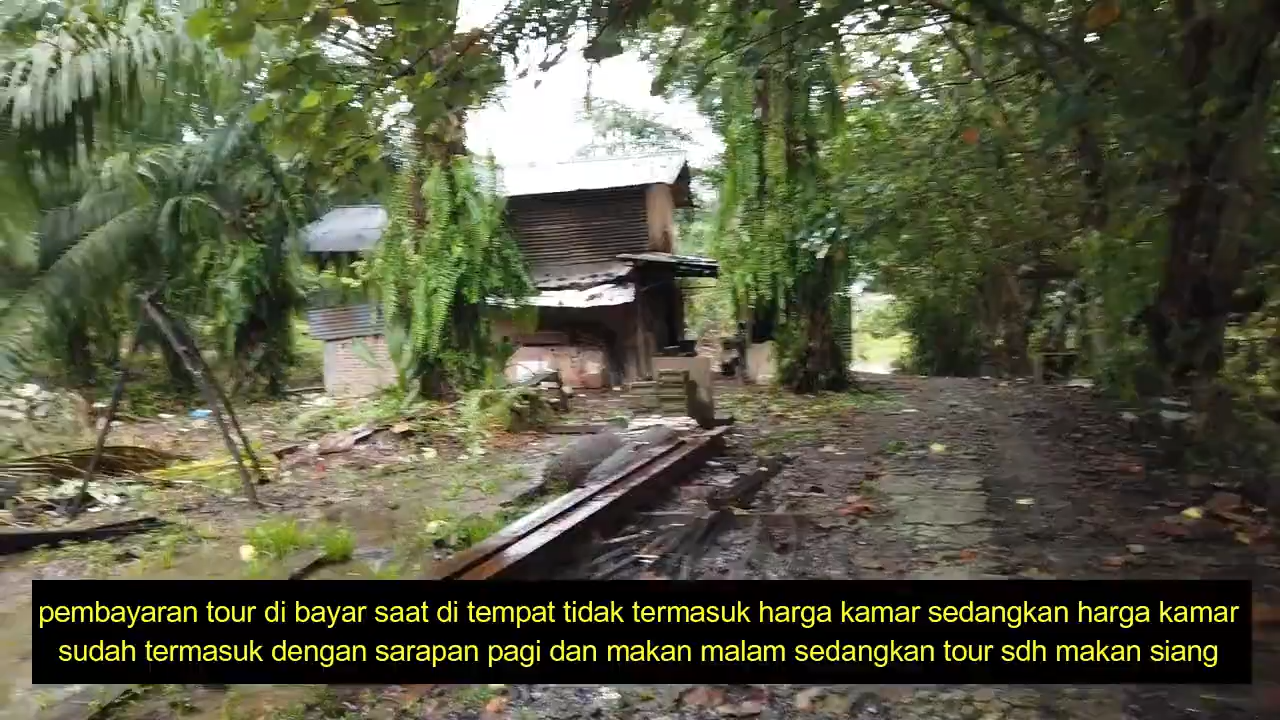 pembayaran tour di bayar saat di tempat tidak termasuk harga kamar sedangkan harga kamar
sudah termasuk dengan sarapan pagi dan makan malam sedangkan tour sdh makan siang